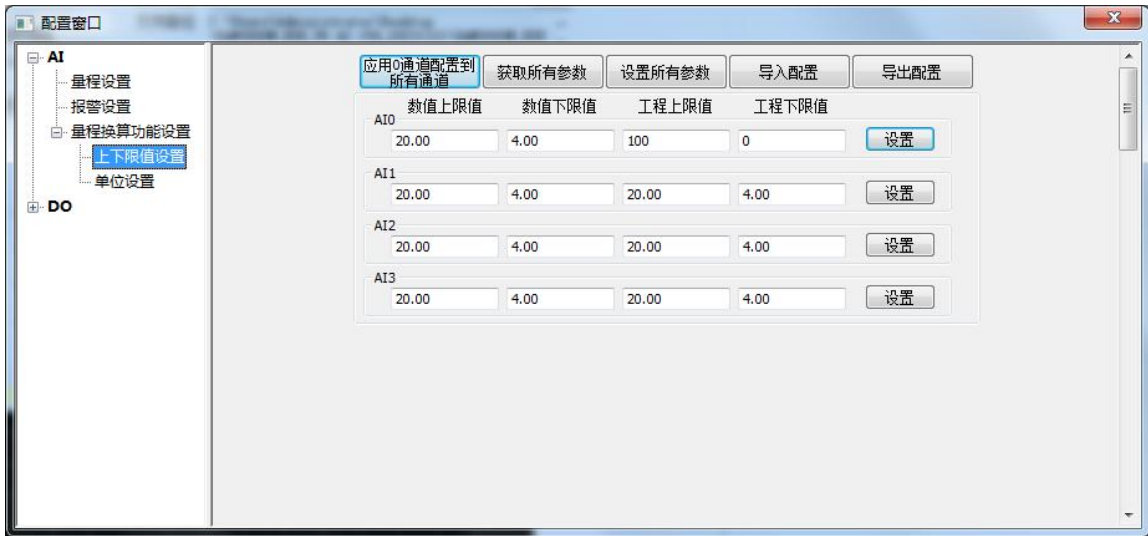 配置窗口
AI
量程设置
报警设置
量程换算功能设置
上下限值设置
单位设置
DO
应用0通道配置到
所有通道
获取所有参数
设置所有参数
导入配置
导出配置
数值上限值 数值下限值 工程上限值 工程下限值
AI0
20.00 4.00 100 0 设置
AI1
20.00 4.00 20.00 4.00 设置
AI2
20.00 4.00 20.00 4.00 设置
AI3
20.00 4.00 20.00 4.00 设置